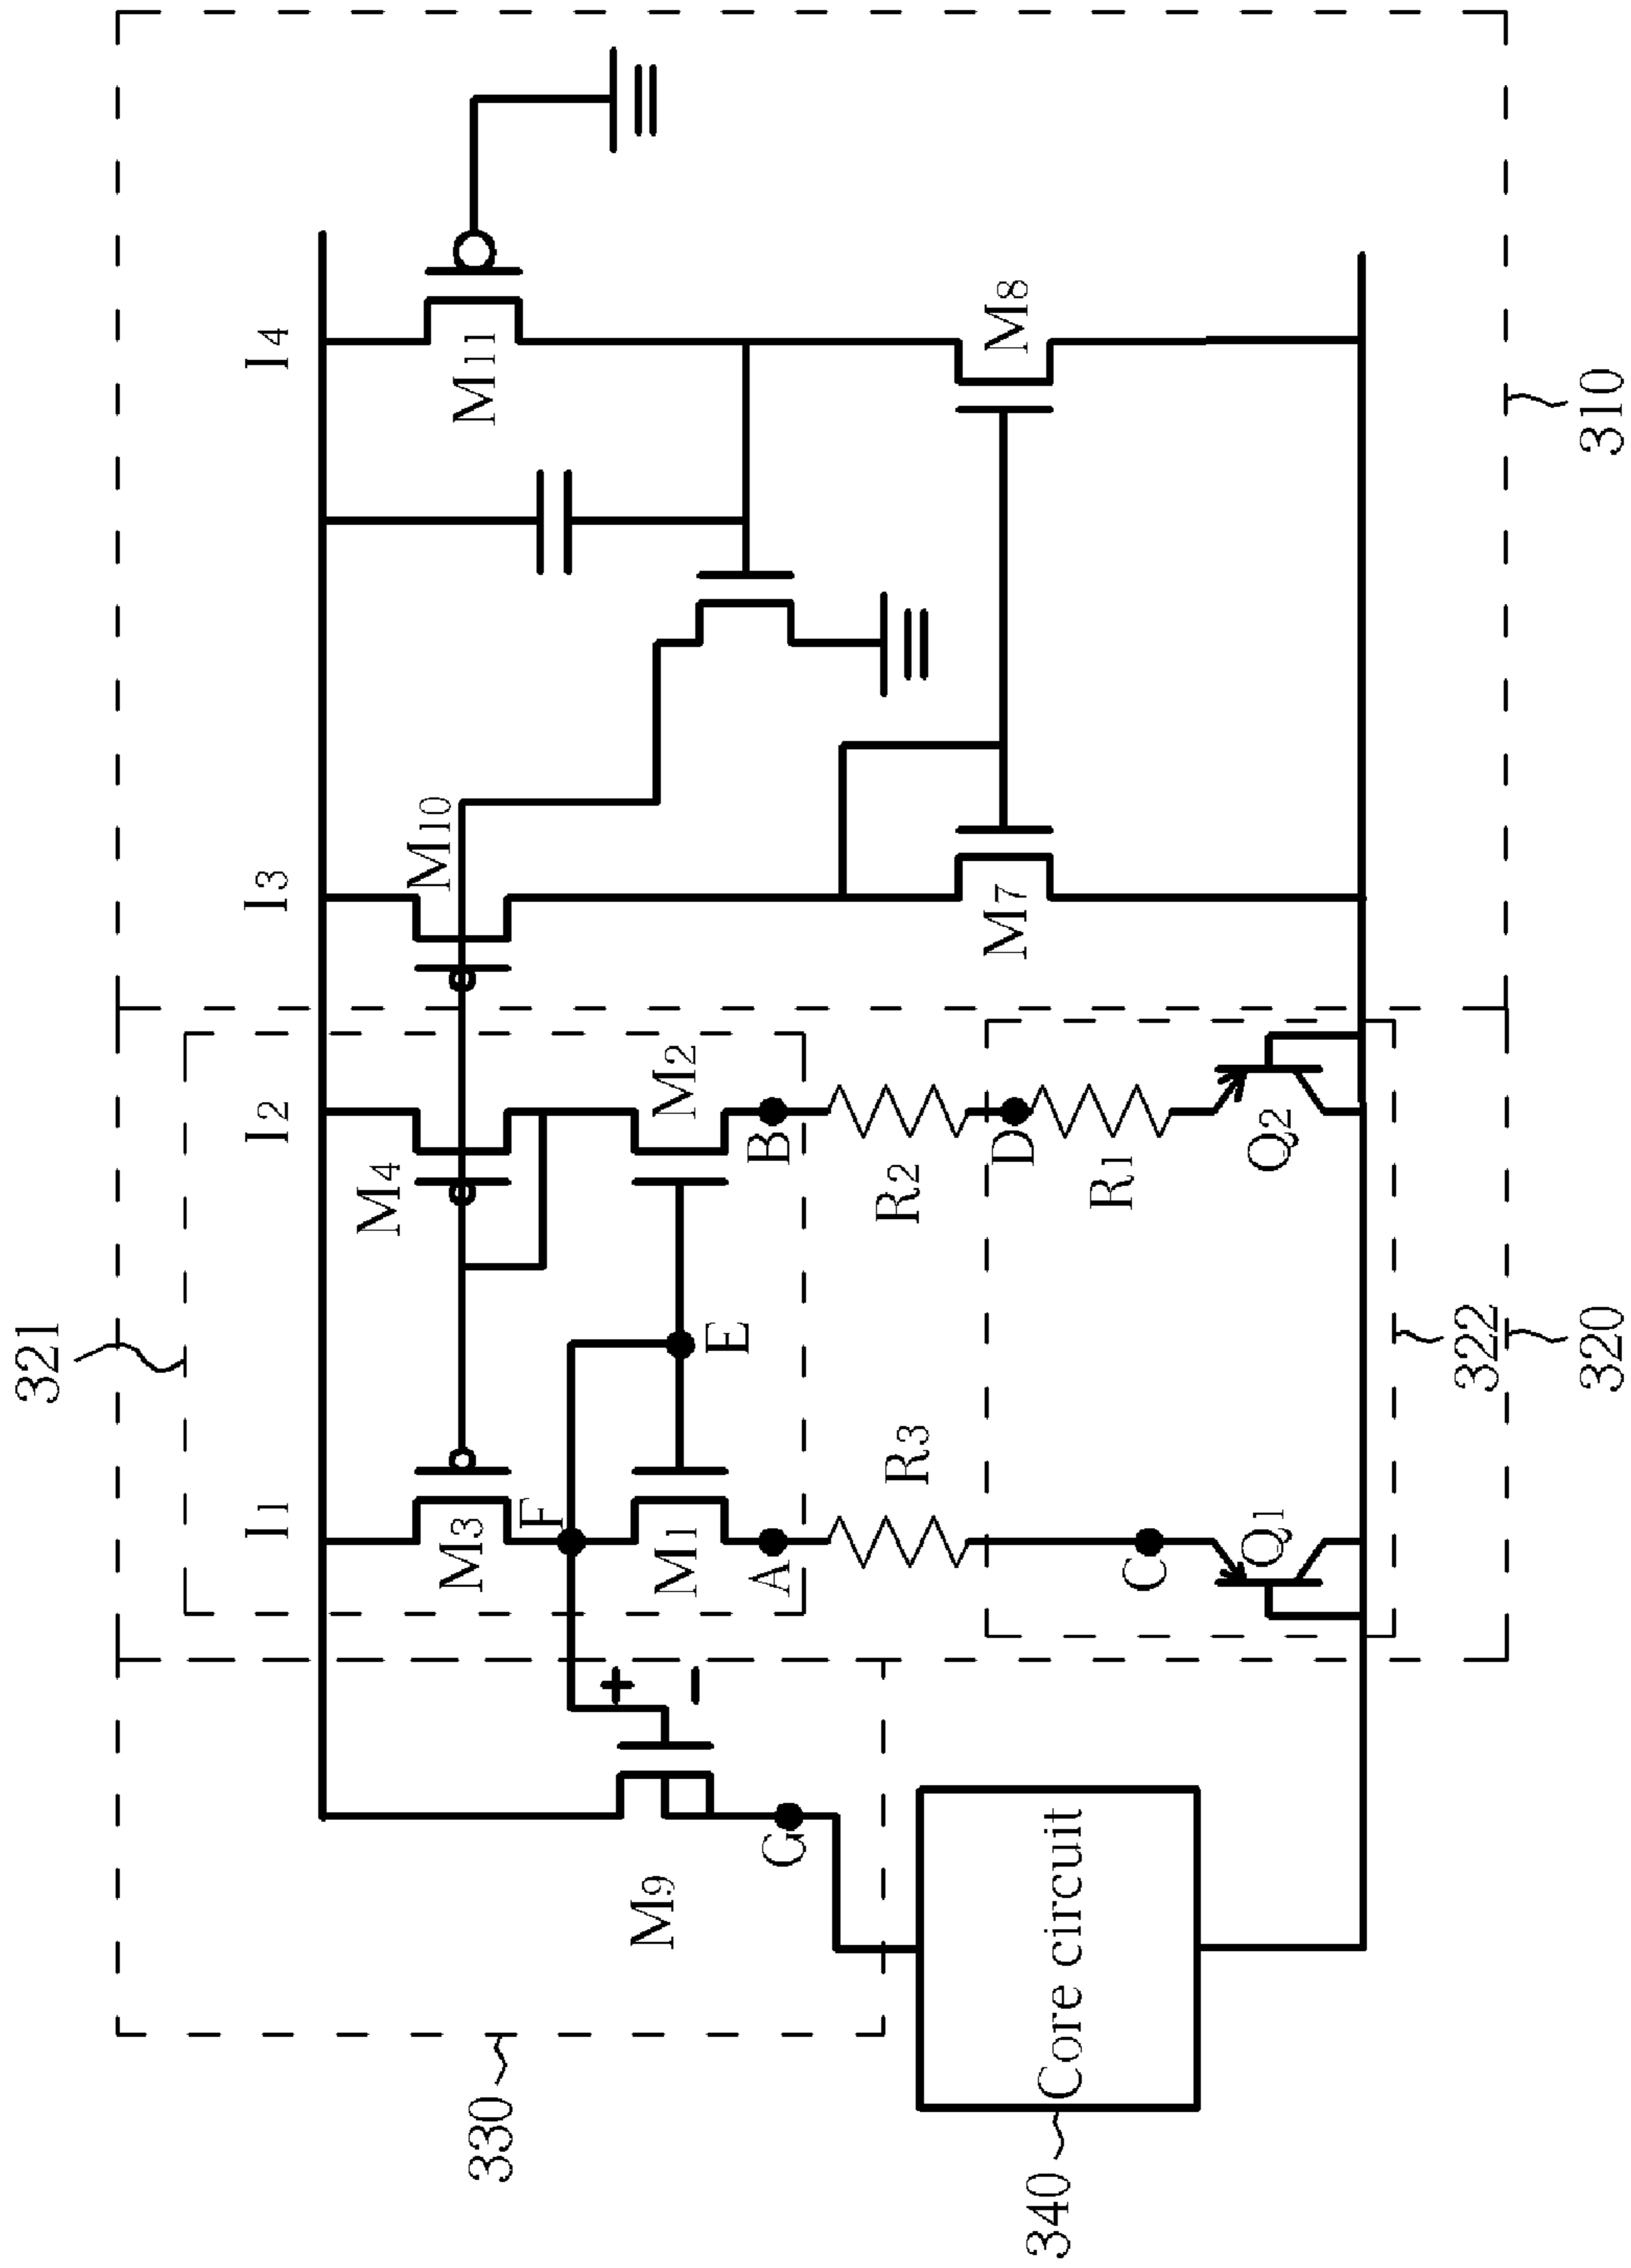 330
340
Core circuit
M9
G
+
−
321
I1
M3
F
M1
A
R3
C
Q1
E
I2
M4
M2
B
R2
D
R1
Q2
322
320
I3
M10
M7
I4
M11
M8
310